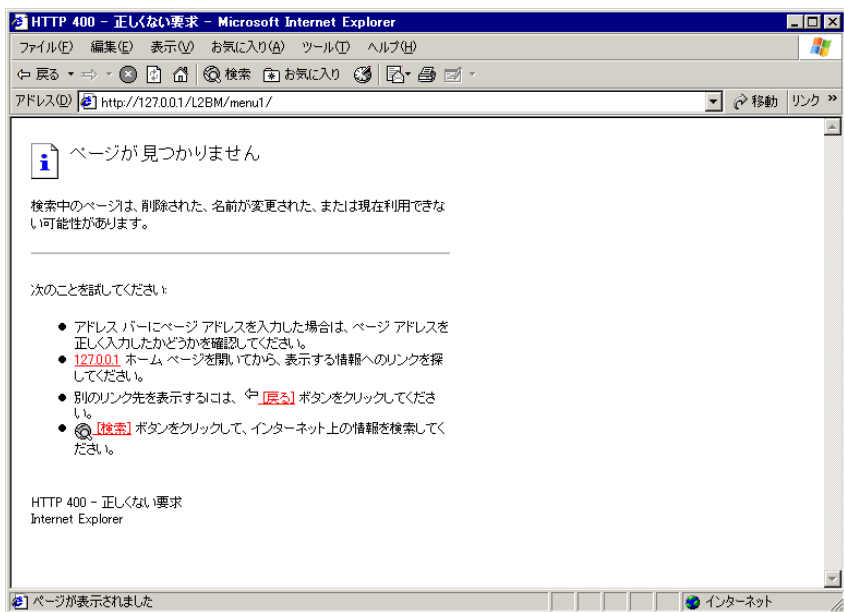 HTTP 400 - 正しくない要求 - Microsoft Internet Explorer
ファイル(F) 編集(E) 表示(V) お気に入り(A) ツール(T) ヘルプ(H)
戻る 検索 お気に入り
アドレス(D) http://127.0.0.1/L2BM/menu1/ 移動 リンク »
ページが見つかりません
検索中のページは、削除された、名前が変更された、または現在利用できな
い可能性があります。
次のことを試してください:
● アドレス バーにページ アドレスを入力した場合は、ページ アドレスを
正しく入力したかどうかを確認してください。
● 127.0.0.1 ホーム ページを開いてから、表示する情報へのリンクを探
してください。
● 別のリンク先を表示するには、 [戻る] ボタンをクリックしてくださ
い。
● [検索] ボタンをクリックして、インターネット上の情報を検索してく
ださい。
HTTP 400 - 正しくない要求
Internet Explorer
ページが表示されました インターネット